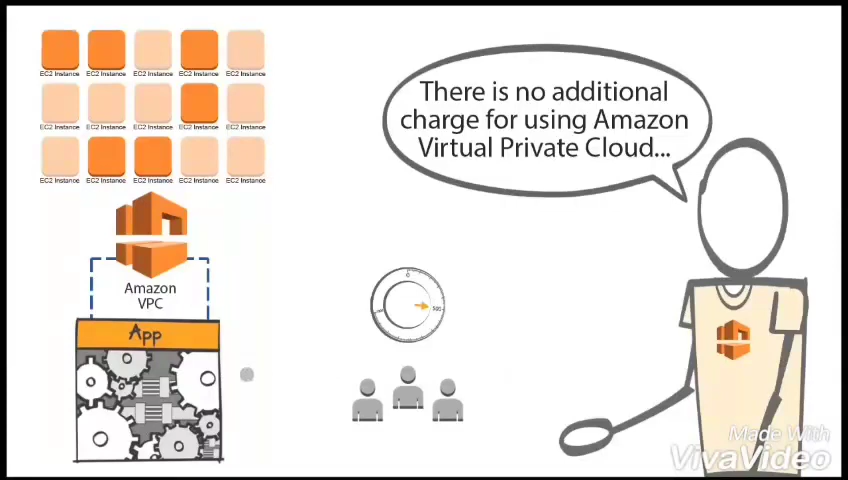 EC2 Instance EC2 Instance EC2 Instance EC2 Instance EC2 Instance
EC2 Instance EC2 Instance EC2 Instance EC2 Instance EC2 Instance
EC2 Instance EC2 Instance EC2 Instance EC2 Instance EC2 Instance
There is no additional
charge for using Amazon
Virtual Private Cloud...
Amazon
VPC
App
0
500
Made With
VivaVideo